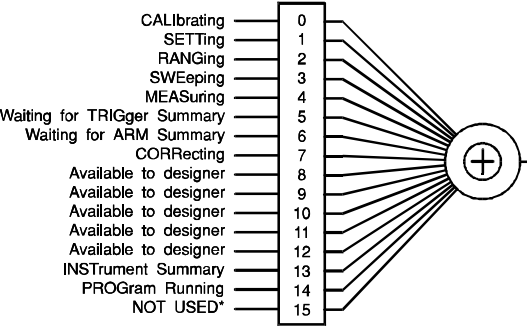 CALIbrating 0
SETTing 1
RANGing 2
SWEeping 3
MEASuring 4
Waiting for TRIGger Summary 5
Waiting for ARM Summary 6
CORRecting 7
Available to designer 8
Available to designer 9
Available to designer 10
Available to designer 11
Available to designer 12
INSTrument Summary 13
PROGram Running 14
NOT USED* 15
+